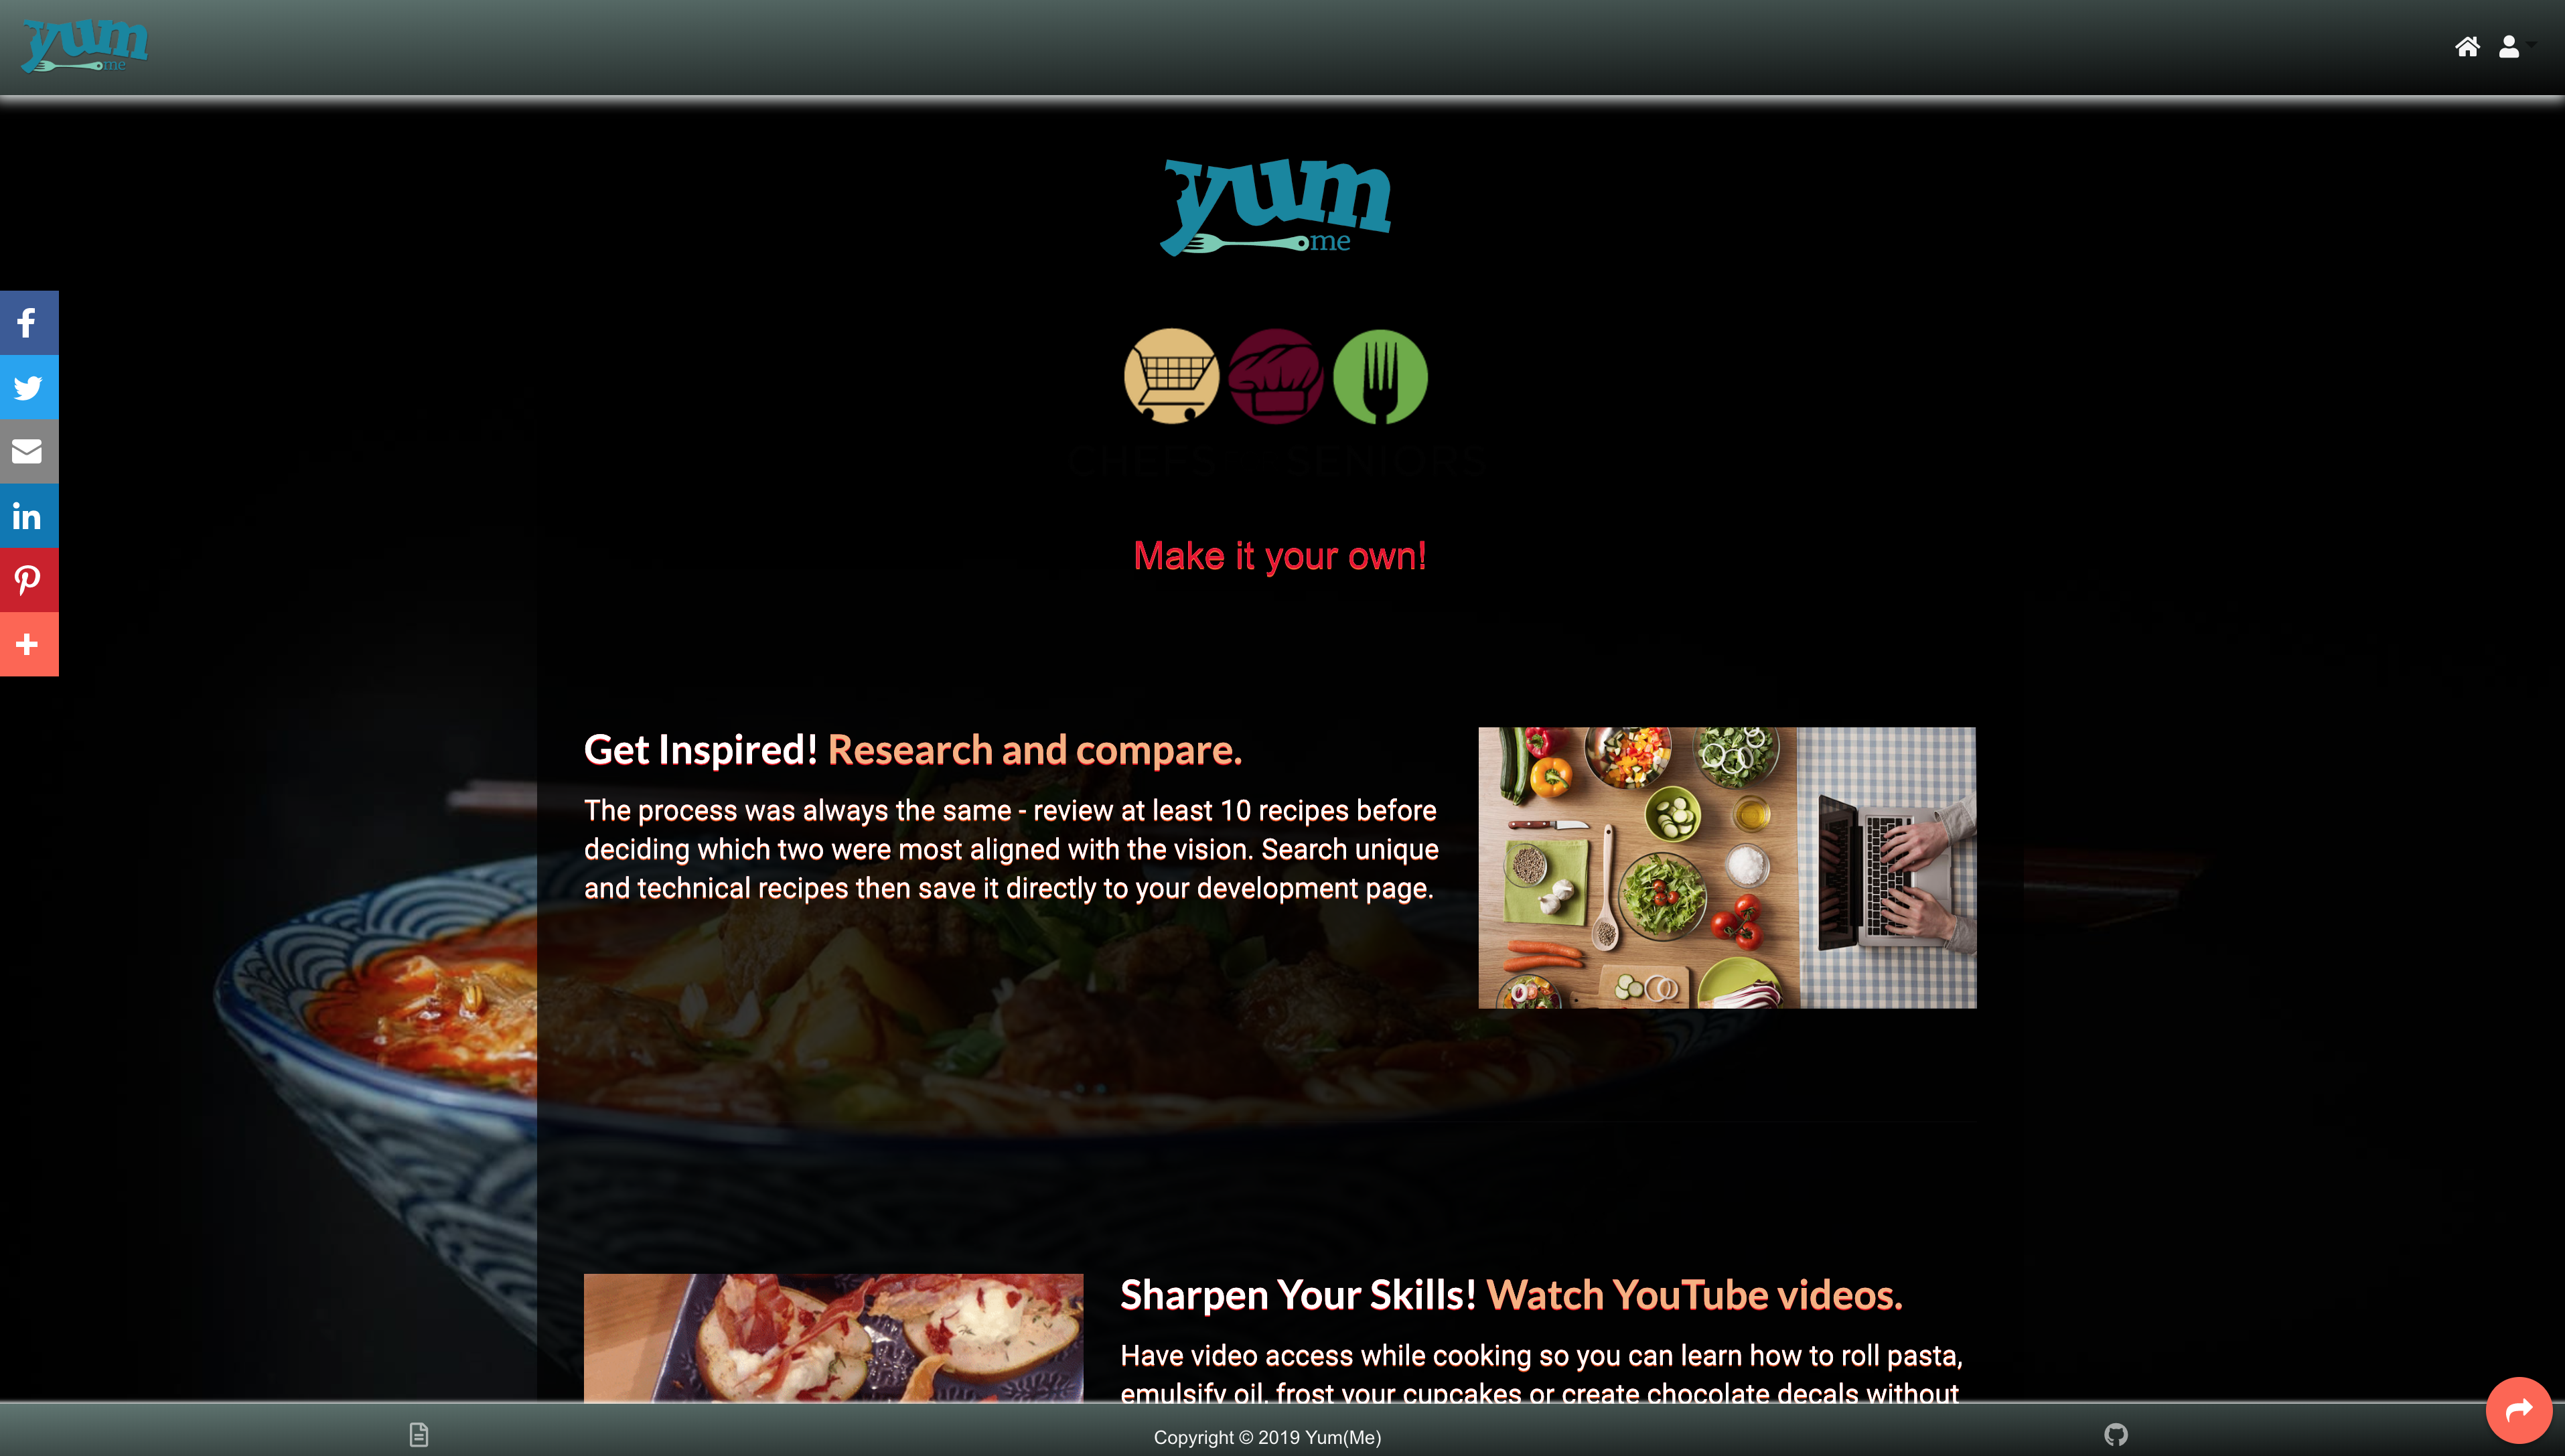 yum
me
yum
me
CHEFS SENIORS
Make it your own!
Get Inspired! Research and compare.
The process was always the same - review at least 10 recipes before
deciding which two were most aligned with the vision. Search unique
and technical recipes then save it directly to your development page.
Sharpen Your Skills! Watch YouTube videos.
Have video access while cooking so you can learn how to roll pasta,
emulsify oil, frost your cupcakes or create chocolate decals without
Copyright © 2019 Yum(Me)